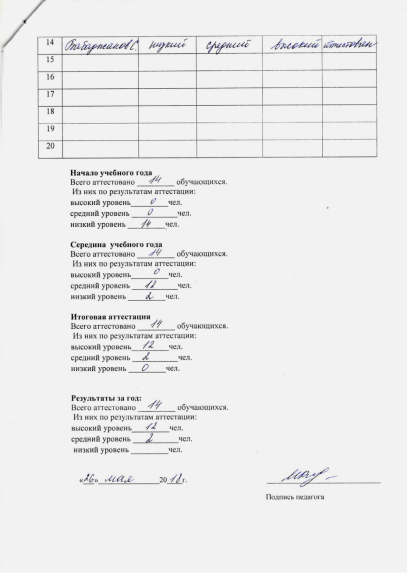 14 Бабаджанов С. низкий средний высокий аттестован
15
16
17
18
19
20
Начало учебного года
Всего аттестовано 14 обучающихся.
Из них по результатам аттестации:
высокий уровень 0 чел.
средний уровень 0 чел.
низкий уровень 14 чел.
Середина учебного года
Всего аттестовано 14 обучающихся.
Из них по результатам аттестации:
высокий уровень 0 чел.
средний уровень 12 чел.
низкий уровень 2 чел.
Итоговая аттестация
Всего аттестовано 14 обучающихся.
Из них по результатам аттестации:
высокий уровень 12 чел.
средний уровень 2 чел.
низкий уровень 0 чел.
Результаты за год:
Всего аттестовано 14 обучающихся.
Из них по результатам аттестации:
высокий уровень 12 чел.
средний уровень 2 чел.
низкий уровень чел.
«26» мая 2018 г.
Подпись педагога